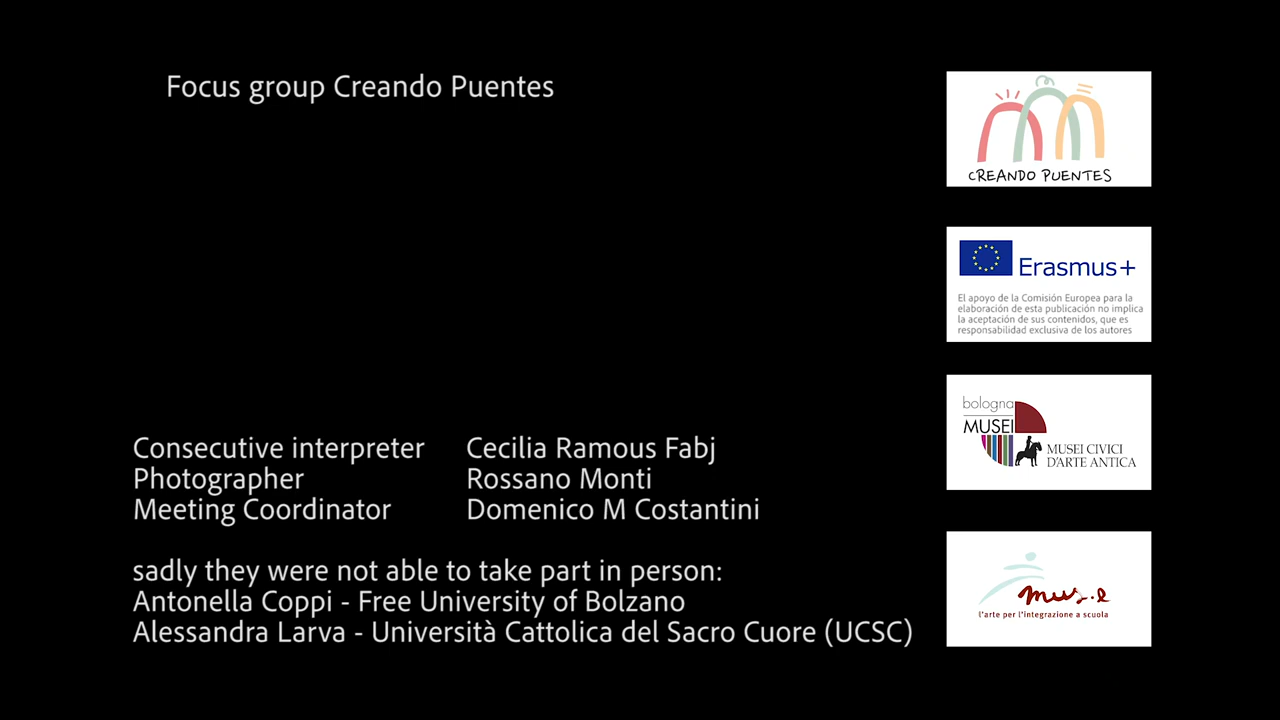 Focus group Creando Puentes
CREANDO PUENTES
Erasmus+
El apoyo de la Comisión Europea para la
elaboración de esta publicación no implica
la aceptación de sus contenidos, que es
responsabilidad exclusiva de los autores
bologna
MUSEI
MUSEI CIVICI
D'ARTE ANTICA
Consecutive interpreter Cecilia Ramous Fabj
Photographer Rossano Monti
Meeting Coordinator Domenico M Costantini
sadly they were not able to take part in person:
Antonella Coppi - Free University of Bolzano
Alessandra Larva - Università Cattolica del Sacro Cuore (UCSC)
mus.e
l'arte per l'integrazione a scuola